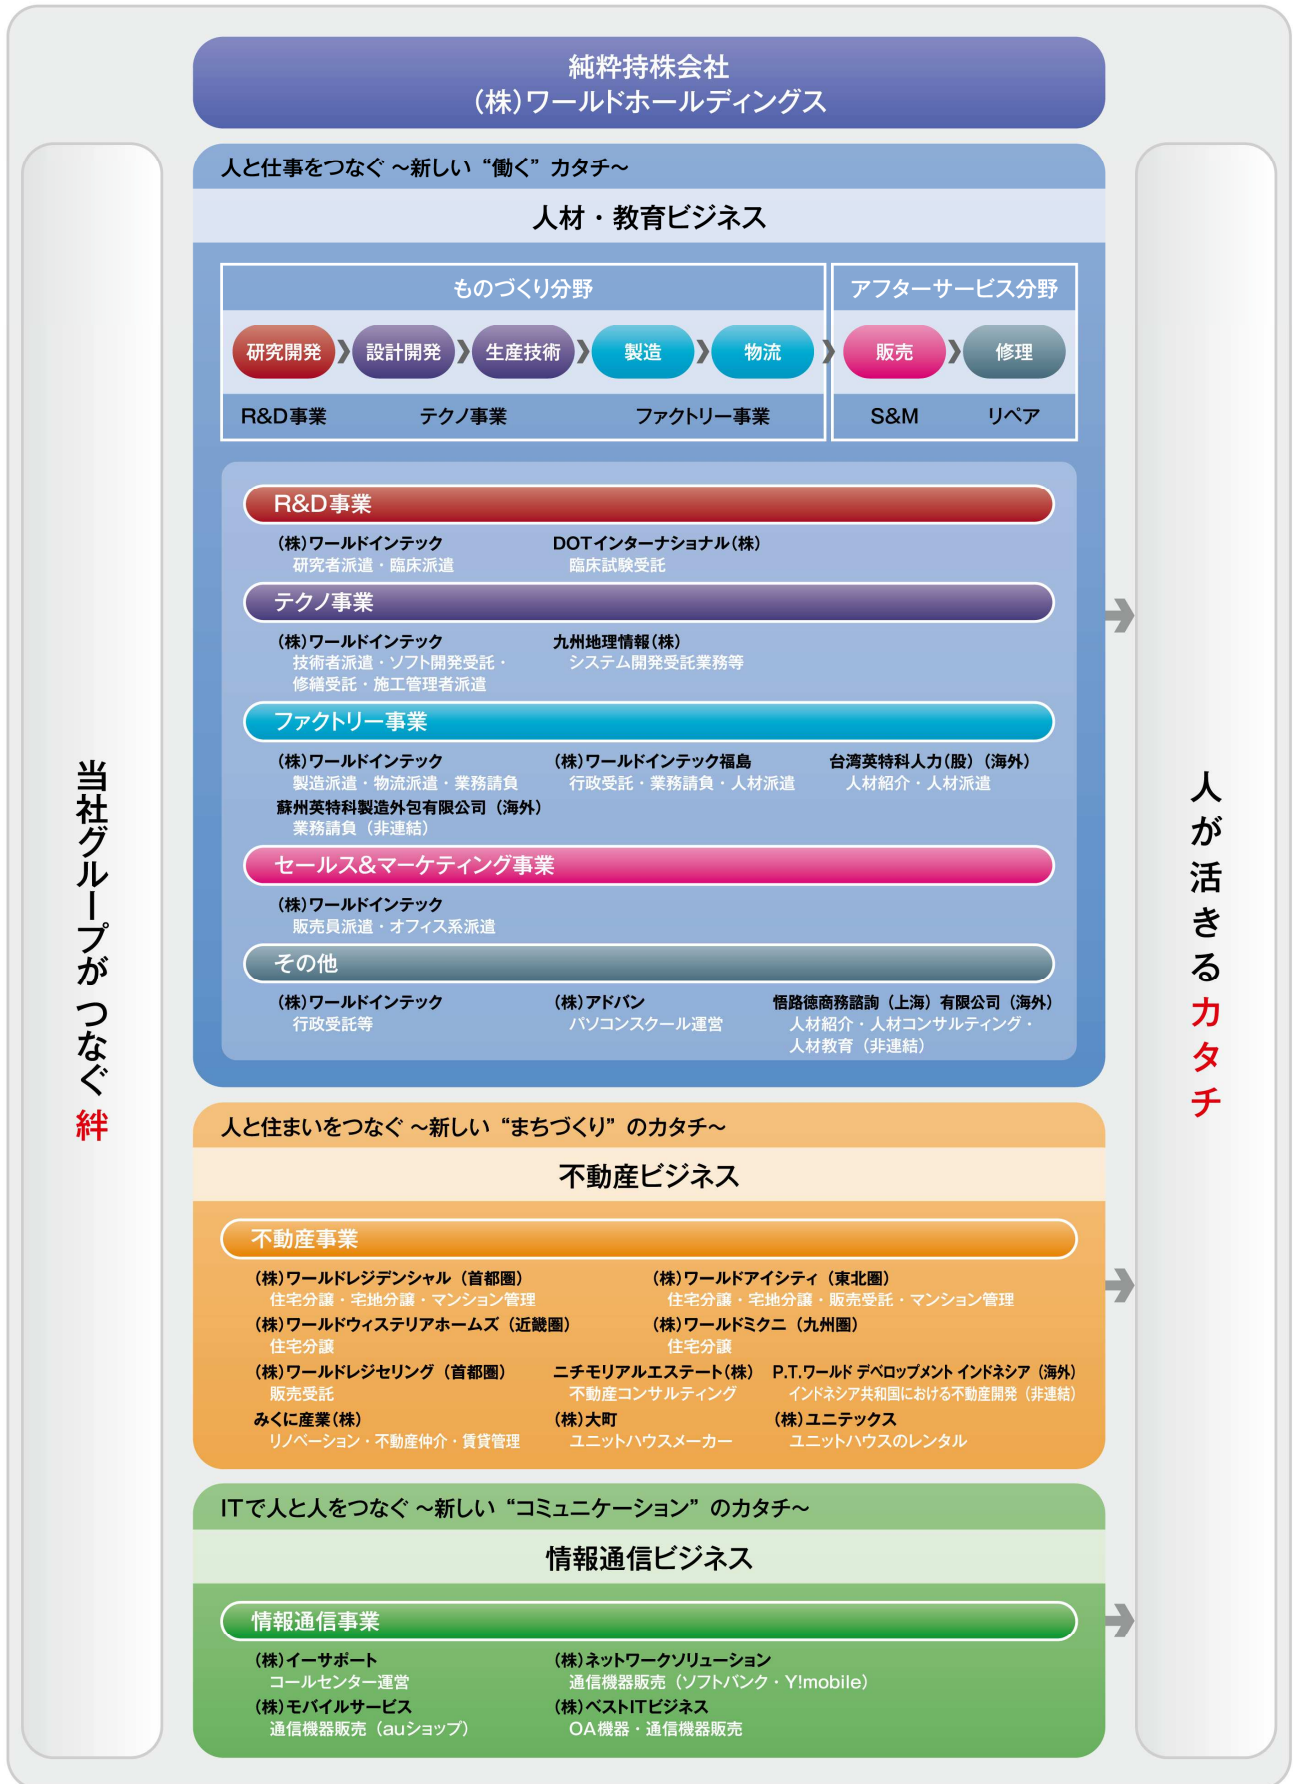 純粋持株会社
(株)ワールドホールディングス
当社グループがつなぐ絆
人と仕事をつなぐ ～新しい “働く” カタチ～
人材・教育ビジネス
ものづくり分野
アフターサービス分野
研究開発 設計開発 生産技術 製造 物流 販売 修理
R&D事業 テクノ事業 ファクトリー事業 S&M リペア
R&D事業
(株)ワールドインテック DOTインターナショナル(株)
研究者派遣・臨床派遣 臨床試験受託
テクノ事業
(株)ワールドインテック 九州地理情報(株)
技術者派遣・ソフト開発受託・ システム開発受託業務等
修繕受託・施工管理者派遣
ファクトリー事業
(株)ワールドインテック (株)ワールドインテック福島 台湾英特科人力(股)（海外）
製造派遣・物流派遣・業務請負 行政受託・業務請負・人材派遣 人材紹介・人材派遣
蘇州英特科製造外包有限公司（海外）
業務請負（非連結）
セールス&マーケティング事業
(株)ワールドインテック
販売員派遣・オフィス系派遣
その他
(株)ワールドインテック (株)アドバン 悟路徳商務諮詢（上海）有限公司（海外）
行政受託等 パソコンスクール運営 人材紹介・人材コンサルティング・
人材教育（非連結）
人と住まいをつなぐ ～新しい “まちづくり” のカタチ～
不動産ビジネス
不動産事業
(株)ワールドレジデンシャル（首都圏） (株)ワールドアイシティ（東北圏）
住宅分譲・宅地分譲・マンション管理 住宅分譲・宅地分譲・販売受託・マンション管理
(株)ワールドウィステリアホームズ（近畿圏） (株)ワールドミクニ（九州圏）
住宅分譲 住宅分譲
(株)ワールドレジセリング（首都圏） ニチモリアルエステート(株) P.T.ワールド デベロップメント インドネシア（海外）
販売受託 不動産コンサルティング インドネシア共和国における不動産開発（非連結）
みくに産業(株) (株)大町 (株)ユニテックス
リノベーション・不動産仲介・賃貸管理 ユニットハウスメーカー ユニットハウスのレンタル
ITで人と人をつなぐ ～新しい “コミュニケーション” のカタチ～
情報通信ビジネス
情報通信事業
(株)イーサポート (株)ネットワークソリューション
コールセンター運営 通信機器販売（ソフトバンク・Y!mobile）
(株)モバイルサービス (株)ベストITビジネス
通信機器販売（auショップ） OA機器・通信機器販売
人が活きるカタチ